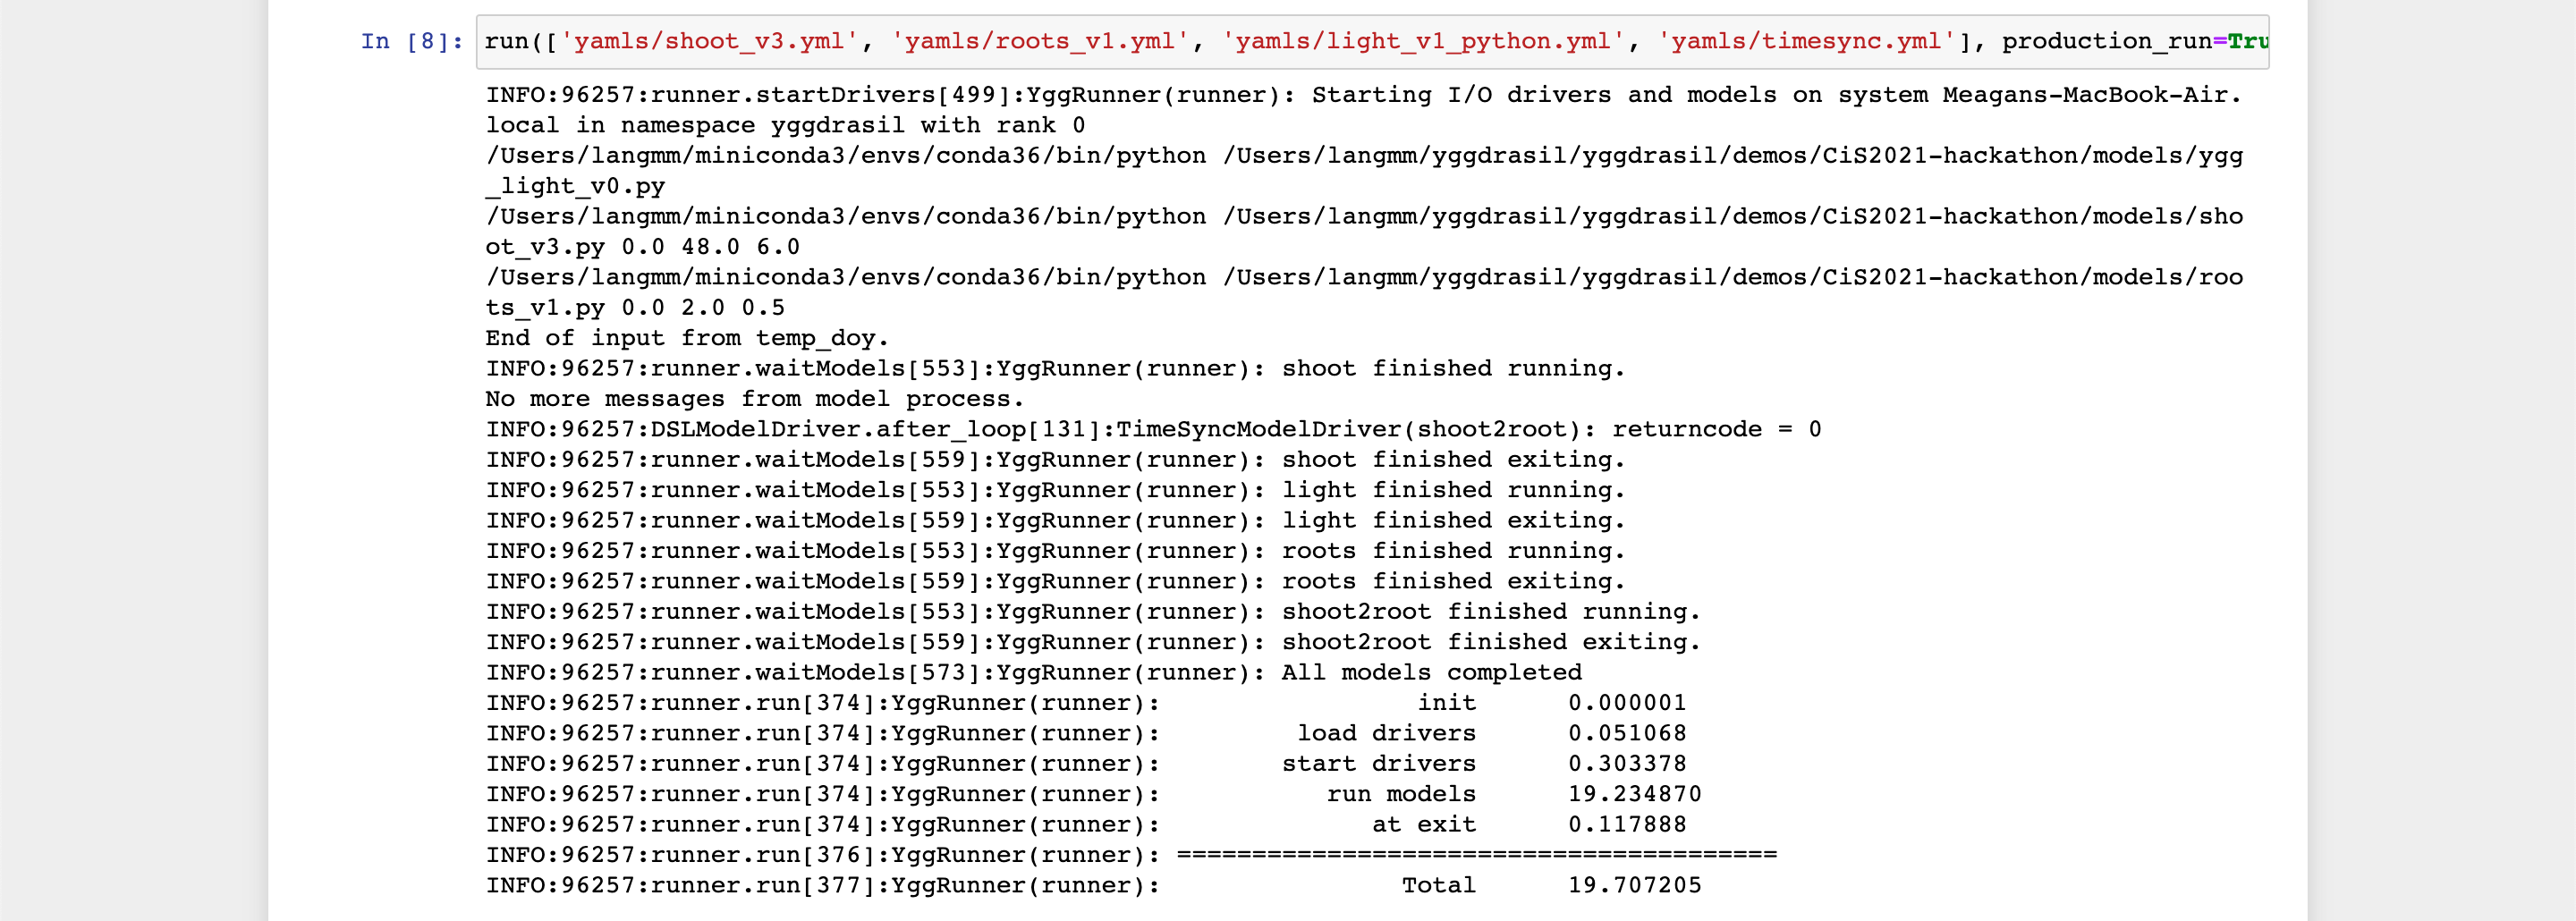 In [8]: run(['yamls/shoot_v3.yml', 'yamls/roots_v1.yml', 'yamls/light_v1_python.yml', 'yamls/timesync.yml'], production_run=Tru
INFO:96257:runner.startDrivers[499]:YggRunner(runner): Starting I/O drivers and models on system Meagans-MacBook-Air.
local in namespace yggdrasil with rank 0
/Users/langmm/miniconda3/envs/conda36/bin/python /Users/langmm/yggdrasil/yggdrasil/demos/CiS2021-hackathon/models/ygg
_light_v0.py
/Users/langmm/miniconda3/envs/conda36/bin/python /Users/langmm/yggdrasil/yggdrasil/demos/CiS2021-hackathon/models/sho
ot_v3.py 0.0 48.0 6.0
/Users/langmm/miniconda3/envs/conda36/bin/python /Users/langmm/yggdrasil/yggdrasil/demos/CiS2021-hackathon/models/roo
ts_v1.py 0.0 2.0 0.5
End of input from temp_doy.
INFO:96257:runner.waitModels[553]:YggRunner(runner): shoot finished running.
No more messages from model process.
INFO:96257:DSLModelDriver.after_loop[131]:TimeSyncModelDriver(shoot2root): returncode = 0
INFO:96257:runner.waitModels[559]:YggRunner(runner): shoot finished exiting.
INFO:96257:runner.waitModels[553]:YggRunner(runner): light finished running.
INFO:96257:runner.waitModels[559]:YggRunner(runner): light finished exiting.
INFO:96257:runner.waitModels[553]:YggRunner(runner): roots finished running.
INFO:96257:runner.waitModels[559]:YggRunner(runner): roots finished exiting.
INFO:96257:runner.waitModels[553]:YggRunner(runner): shoot2root finished running.
INFO:96257:runner.waitModels[559]:YggRunner(runner): shoot2root finished exiting.
INFO:96257:runner.waitModels[573]:YggRunner(runner): All models completed
INFO:96257:runner.run[374]:YggRunner(runner): init 0.000001
INFO:96257:runner.run[374]:YggRunner(runner): load drivers 0.051068
INFO:96257:runner.run[374]:YggRunner(runner): start drivers 0.303378
INFO:96257:runner.run[374]:YggRunner(runner): run models 19.234870
INFO:96257:runner.run[374]:YggRunner(runner): at exit 0.117888
INFO:96257:runner.run[376]:YggRunner(runner): ========================================
INFO:96257:runner.run[377]:YggRunner(runner): Total 19.707205